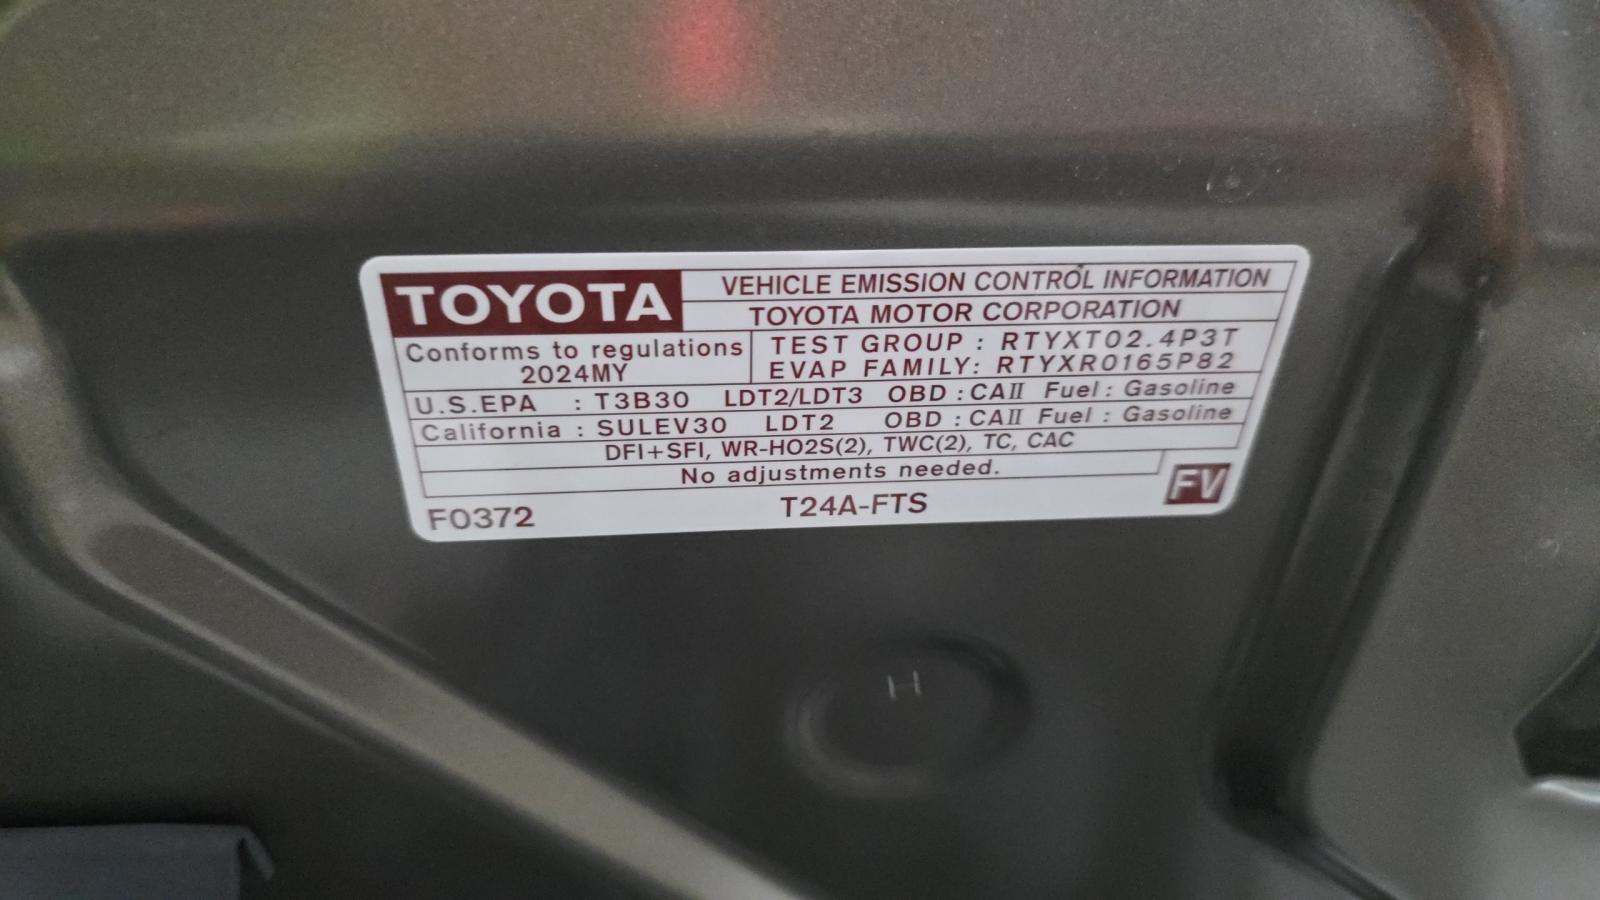 TOYOTA
VEHICLE EMISSION CONTROL INFORMATION
TOYOTA MOTOR CORPORATION
Conforms to regulations
2024MY
TEST GROUP : RTYXT02.4P3T
EVAP FAMILY: RTYXR0165P82
U.S.EPA : T3B30 LDT2/LDT3 OBD : CAII Fuel : Gasoline
California : SULEV30 LDT2 OBD : CAII Fuel : Gasoline
DFI+SFI, WR-HO2S(2), TWC(2), TC, CAC
No adjustments needed.
F0372 T24A-FTS FV
H